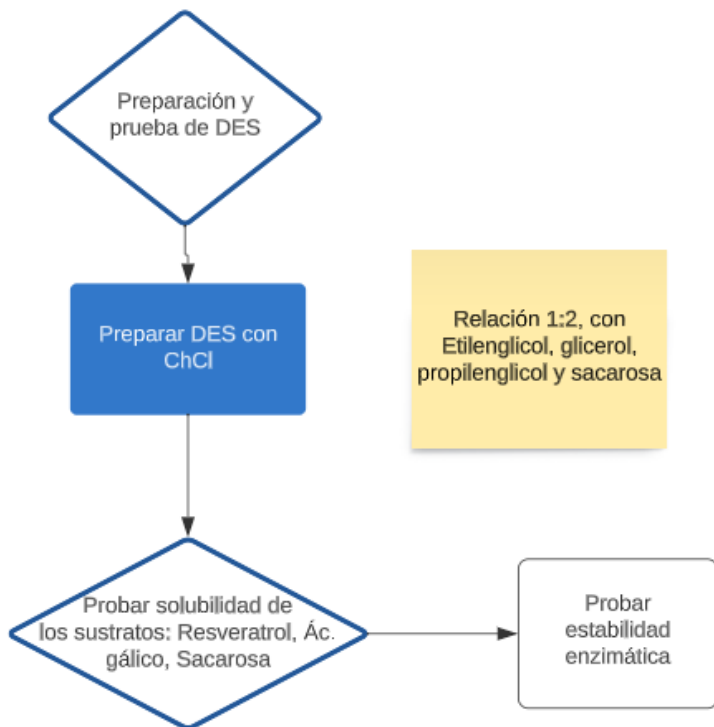 Preparación y
prueba de DES
Preparar DES con
ChCl
Relación 1:2, con
Etilenglicol, glicerol,
propilenglicol y sacarosa
Probar solubilidad de
los sustratos: Resveratrol, Ác.
gálico, Sacarosa
Probar
estabilidad
enzimática